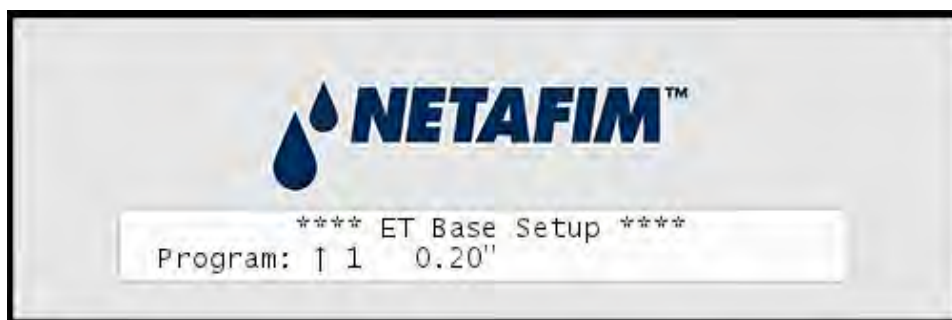 NETAFIM™
**** ET Base Setup ****
Program: ↑ 1 0.20"